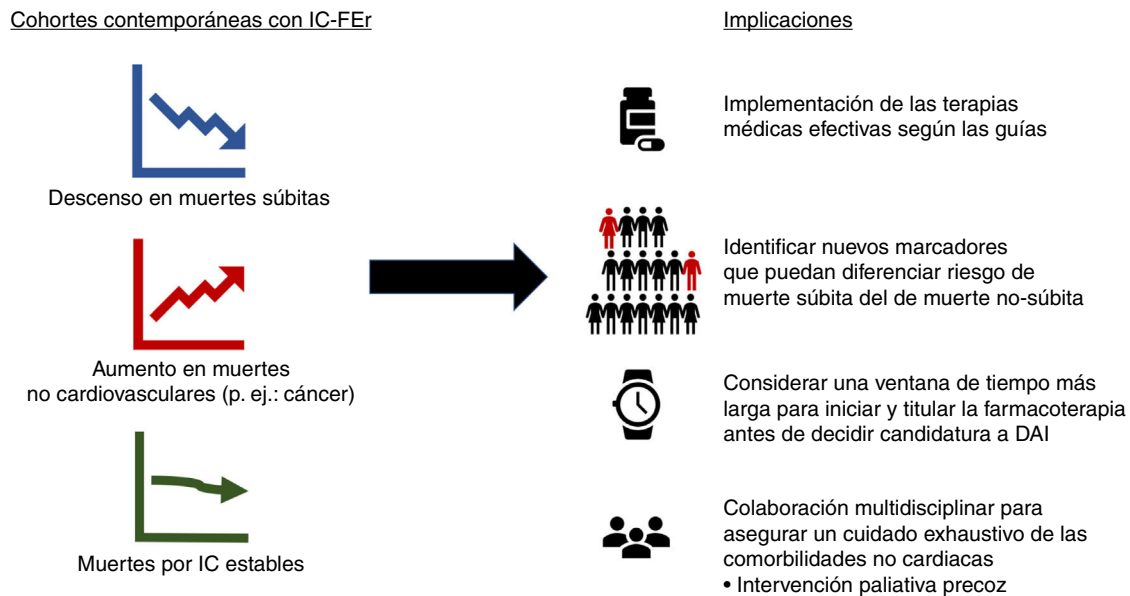 Cohortes contemporáneas con IC-FEr
Descenso en muertes súbitas
Aumento en muertes
no cardiovasculares (p. ej.: cáncer)
Muertes por IC estables
Implicaciones
Implementación de las terapias
médicas efectivas según las guías
Identificar nuevos marcadores
que puedan diferenciar riesgo de
muerte súbita del de muerte no-súbita
Considerar una ventana de tiempo más
larga para iniciar y titular la farmacoterapia
antes de decidir candidatura a DAI
Colaboración multidisciplinar para
asegurar un cuidado exhaustivo de las
comorbilidades no cardiacas
• Intervención paliativa precoz